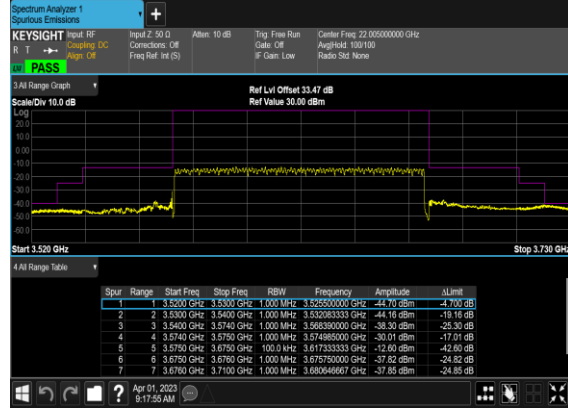 Spectrum Analyzer 1
Spurious Emissions
KEYSIGHT Input: RF Input Z: 50 Ω Atten: 10 dB Trig: Free Run Center Freq: 22.005000000 GHz
R T Coupling: DC Corrections: Off Gate: Off Avg|Hold: 100/100
Align: Off Freq Ref: Int (S) IF Gain: Low Radio Std: None
PASS
3 All Range Graph
Ref Lvl Offset 33.47 dB
Scale/Div 10.0 dB Ref Value 30.00 dBm
Log
20.0
10.0
0.00
-10.0
-20.0
-30.0
-40.0
-50.0
-60.0
Start 3.520 GHz Stop 3.730 GHz
4 All Range Table
Spur Range Start Freq Stop Freq RBW Frequency Amplitude ΔLimit
1 1 3.5200 GHz 3.5300 GHz 1.000 MHz 3.525500000 GHz -44.70 dBm -4.700 dB
2 2 3.5300 GHz 3.5400 GHz 1.000 MHz 3.532083333 GHz -44.16 dBm -19.16 dB
3 3 3.5400 GHz 3.5740 GHz 1.000 MHz 3.568390000 GHz -38.30 dBm -25.30 dB
4 4 3.5740 GHz 3.5750 GHz 1.000 MHz 3.574985000 GHz -30.01 dBm -17.01 dB
5 5 3.5750 GHz 3.6750 GHz 100.0 kHz 3.617333333 GHz -12.60 dBm -42.60 dB
6 6 3.6750 GHz 3.6760 GHz 1.000 MHz 3.675750000 GHz -37.82 dBm -24.82 dB
7 7 3.6760 GHz 3.7100 GHz 1.000 MHz 3.680646667 GHz -37.85 dBm -24.85 dB
Apr 01, 2023
9:17:55 AM